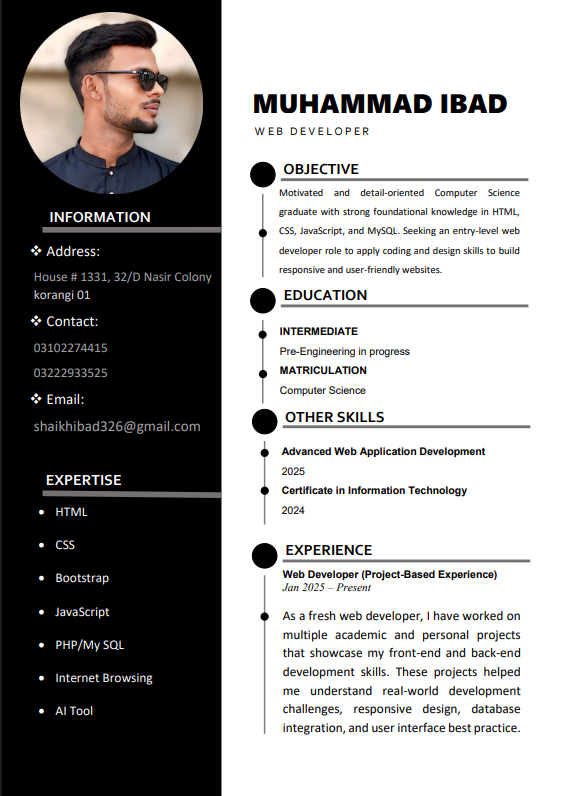 INFORMATION
❖ Address:
House # 1331, 32/D Nasir Colony
korangi 01
❖ Contact:
03102274415
03222933525
❖ Email:
shaikhibad326@gmail.com
EXPERTISE
• HTML
• CSS
• Bootstrap
• JavaScript
• PHP/My SQL
• Internet Browsing
• AI Tool
MUHAMMAD IBAD
WEB DEVELOPER
OBJECTIVE
Motivated and detail-oriented Computer Science
graduate with strong foundational knowledge in HTML,
CSS, JavaScript, and MySQL. Seeking an entry-level web
developer role to apply coding and design skills to build
responsive and user-friendly websites.
EDUCATION
INTERMEDIATE
Pre-Engineering in progress
MATRICULATION
Computer Science
OTHER SKILLS
Advanced Web Application Development
2025
Certificate in Information Technology
2024
EXPERIENCE
Web Developer (Project-Based Experience)
Jan 2025 – Present
As a fresh web developer, I have worked on
multiple academic and personal projects
that showcase my front-end and back-end
development skills. These projects helped
me understand real-world development
challenges, responsive design, database
integration, and user interface best practice.